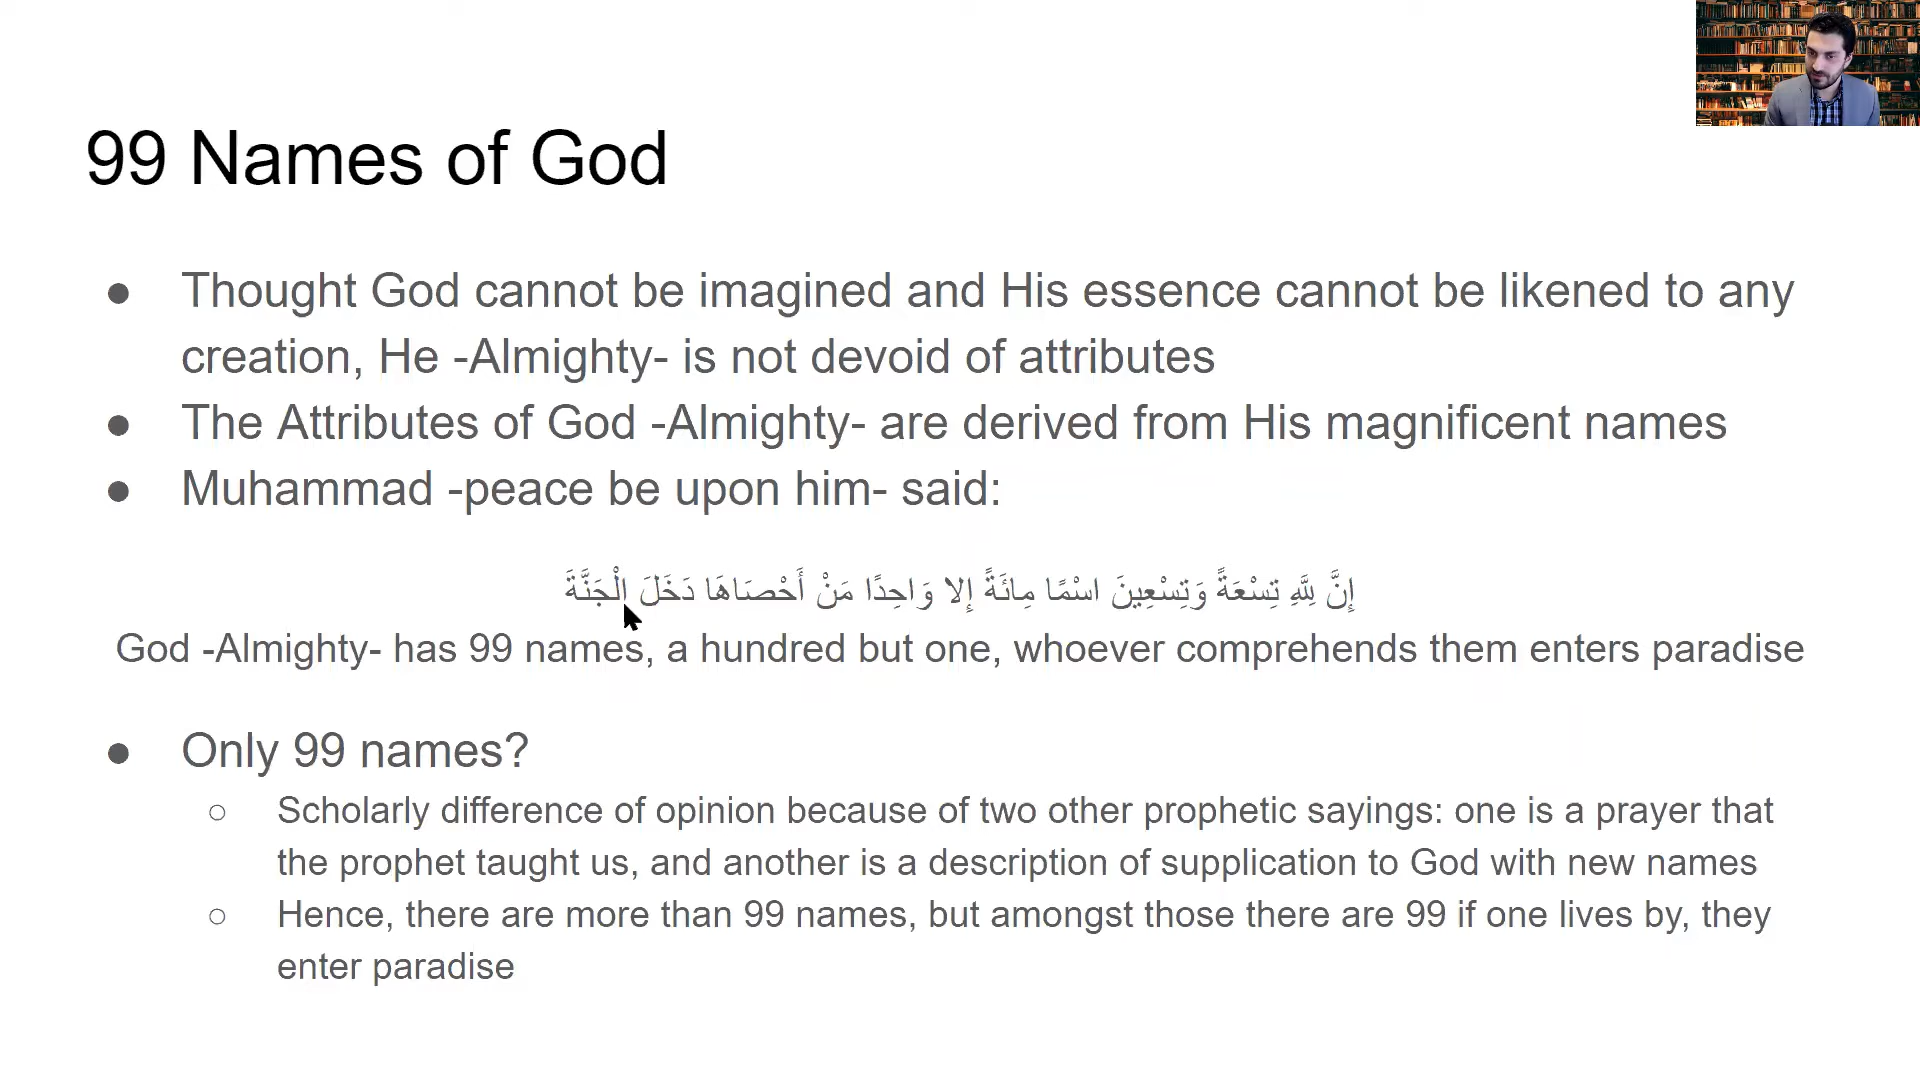 99 Names of God
● Thought God cannot be imagined and His essence cannot be likened to any
creation, He -Almighty- is not devoid of attributes
● The Attributes of God -Almighty- are derived from His magnificent names
● Muhammad -peace be upon him- said:
إِنَّ لِلَّهِ تِسْعَةً وَتِسْعِينَ اسْمًا مِائَةً إِلا وَاحِدًا مَنْ أَحْصَاهَا دَخَلَ الْجَنَّةَ
God -Almighty- has 99 names, a hundred but one, whoever comprehends them enters paradise
● Only 99 names?
○ Scholarly difference of opinion because of two other prophetic sayings: one is a prayer that
the prophet taught us, and another is a description of supplication to God with new names
○ Hence, there are more than 99 names, but amongst those there are 99 if one lives by, they
enter paradise